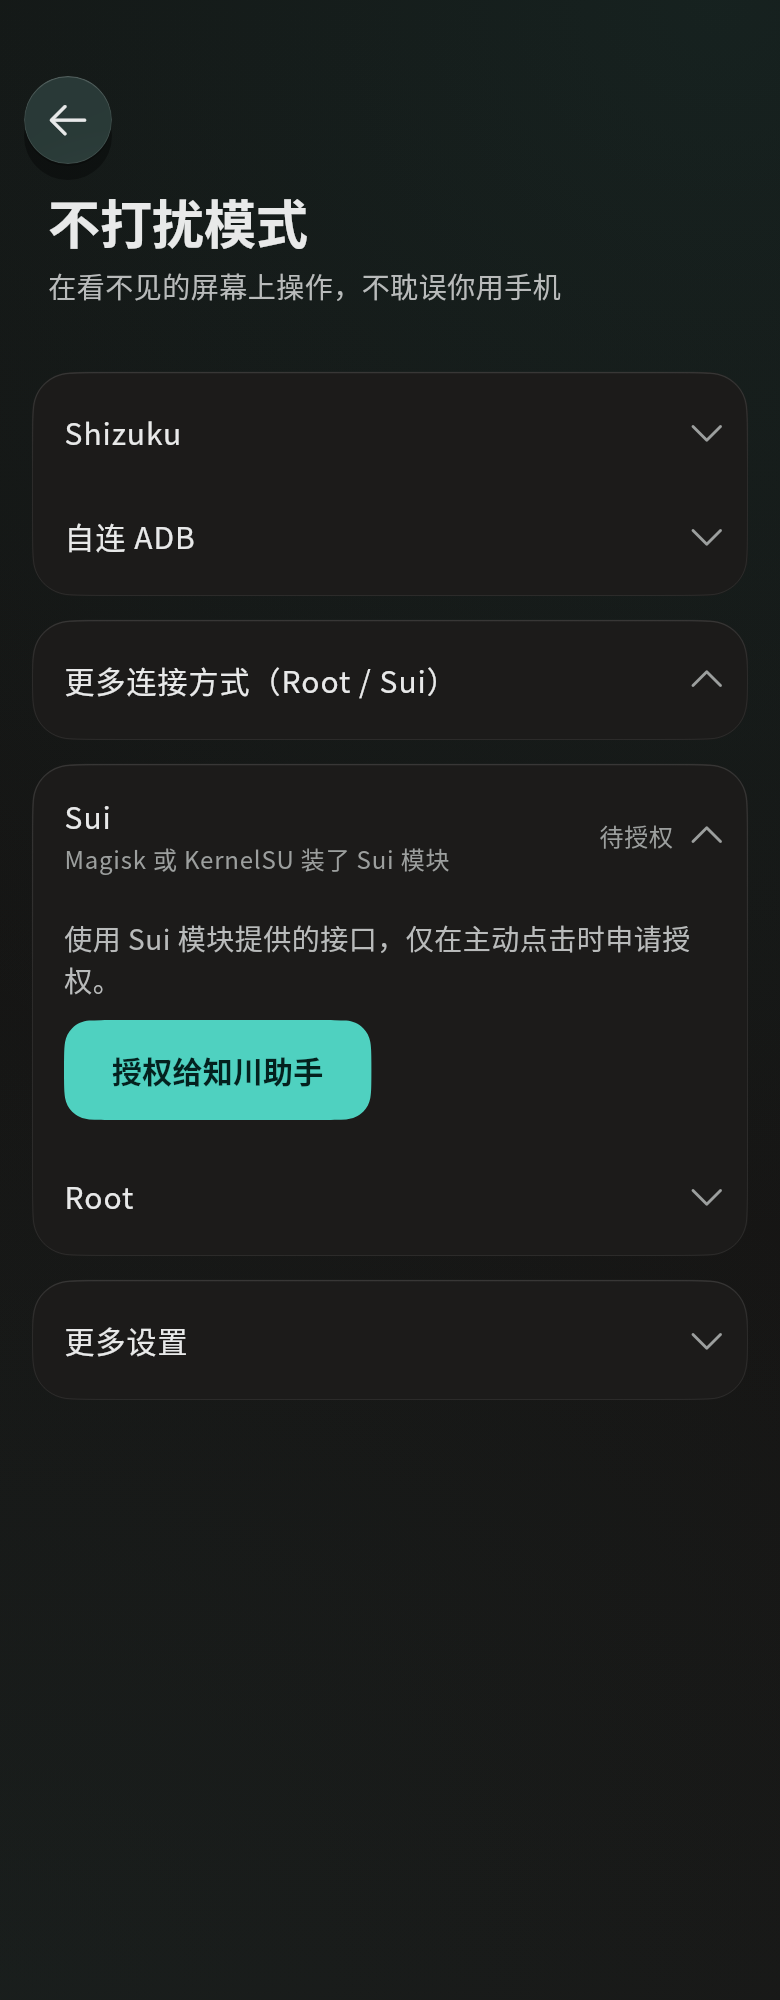 不打扰模式
在看不见的屏幕上操作，不耽误你用手机
Shizuku
自连 ADB
更多连接方式（Root / Sui）
Sui
Magisk 或 KernelSU 装了 Sui 模块
待授权
使用 Sui 模块提供的接口，仅在主动点击时申请授
权。
授权给知川助手
Root
更多设置